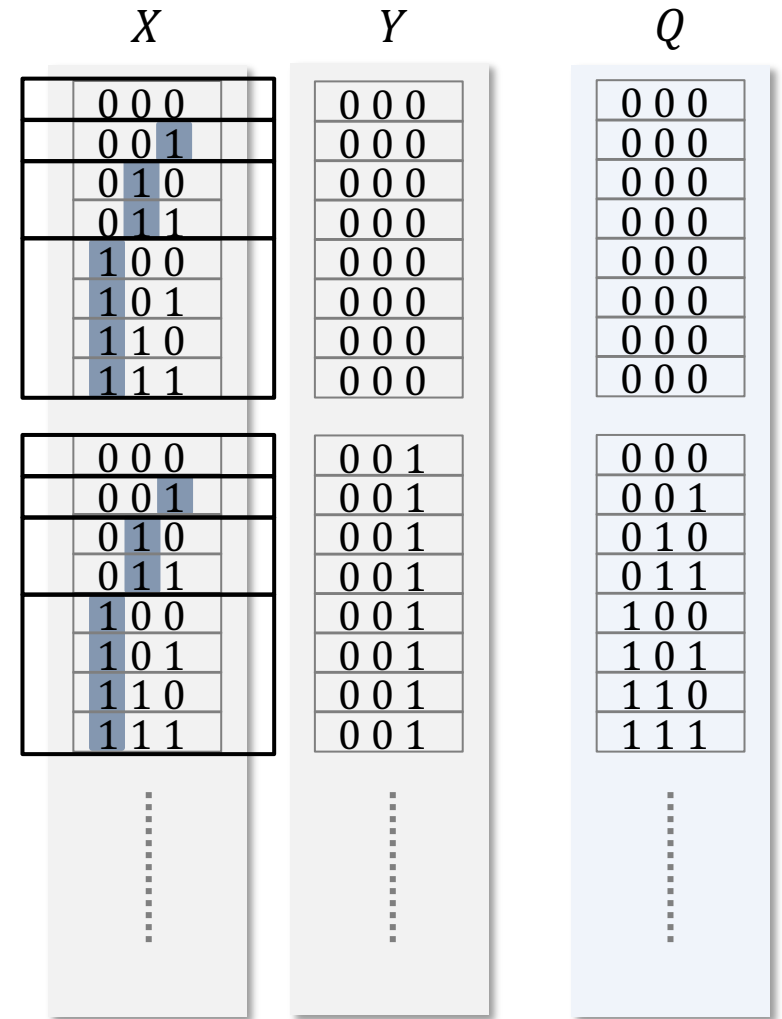 X Y Q
0 0 0 0 0 0 0 0 0
0 0 1 0 0 0 0 0 0
0 1 0 0 0 0 0 0 0
0 1 1 0 0 0 0 0 0
1 0 0 0 0 0 0 0 0
1 0 1 0 0 0 0 0 0
1 1 0 0 0 0 0 0 0
1 1 1 0 0 0 0 0 0
0 0 0 0 0 1 0 0 0
0 0 1 0 0 1 0 0 1
0 1 0 0 0 1 0 1 0
0 1 1 0 0 1 0 1 1
1 0 0 0 0 1 1 0 0
1 0 1 0 0 1 1 0 1
1 1 0 0 0 1 1 1 0
1 1 1 0 0 1 1 1 1